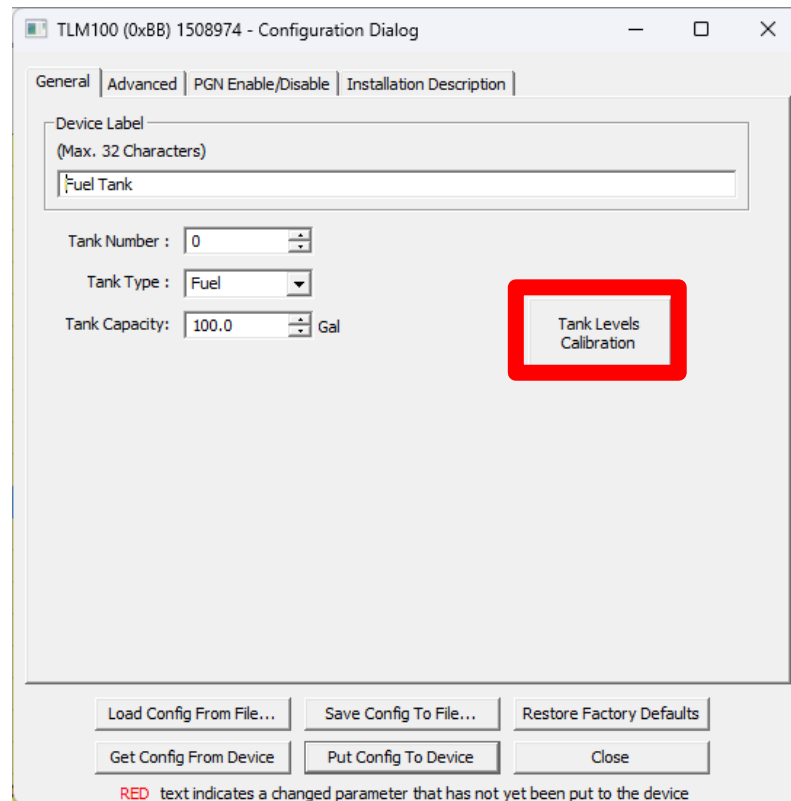 TLM100 (0xBB) 1508974 - Configuration Dialog
General Advanced PGN Enable/Disable Installation Description
Device Label
(Max. 32 Characters)
Fuel Tank
Tank Number : 0
Tank Type : Fuel
Tank Capacity: 100.0 Gal
Tank Levels
Calibration
Load Config From File... Save Config To File... Restore Factory Defaults
Get Config From Device Put Config To Device Close
RED text indicates a changed parameter that has not yet been put to the device